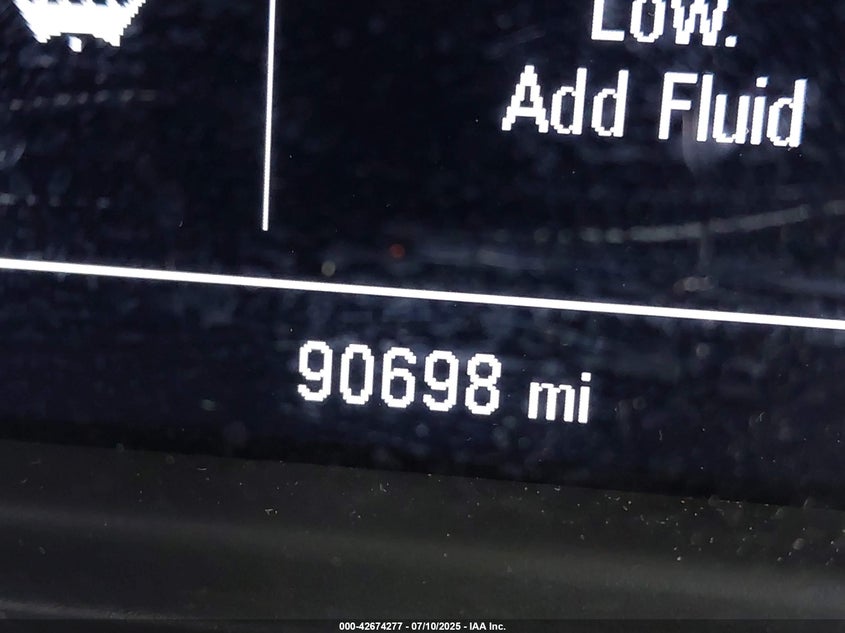 Low.
Add Fluid
90698 mi
000-42674277 - 07/10/2025 - IAA Inc.